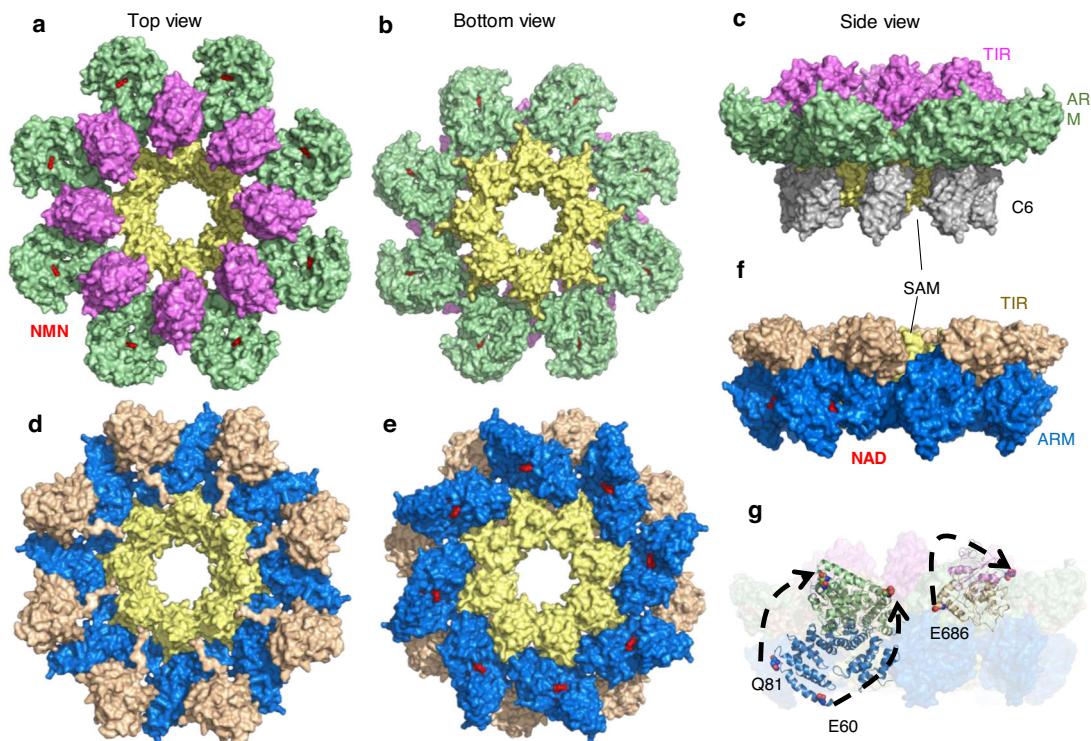 Top view
Bottom view
Side view
a
b
c
TIR
AR
M
C6
NMN
SAM
f
TIR
d
e
ARM
NAD
g
E686
Q81
E60